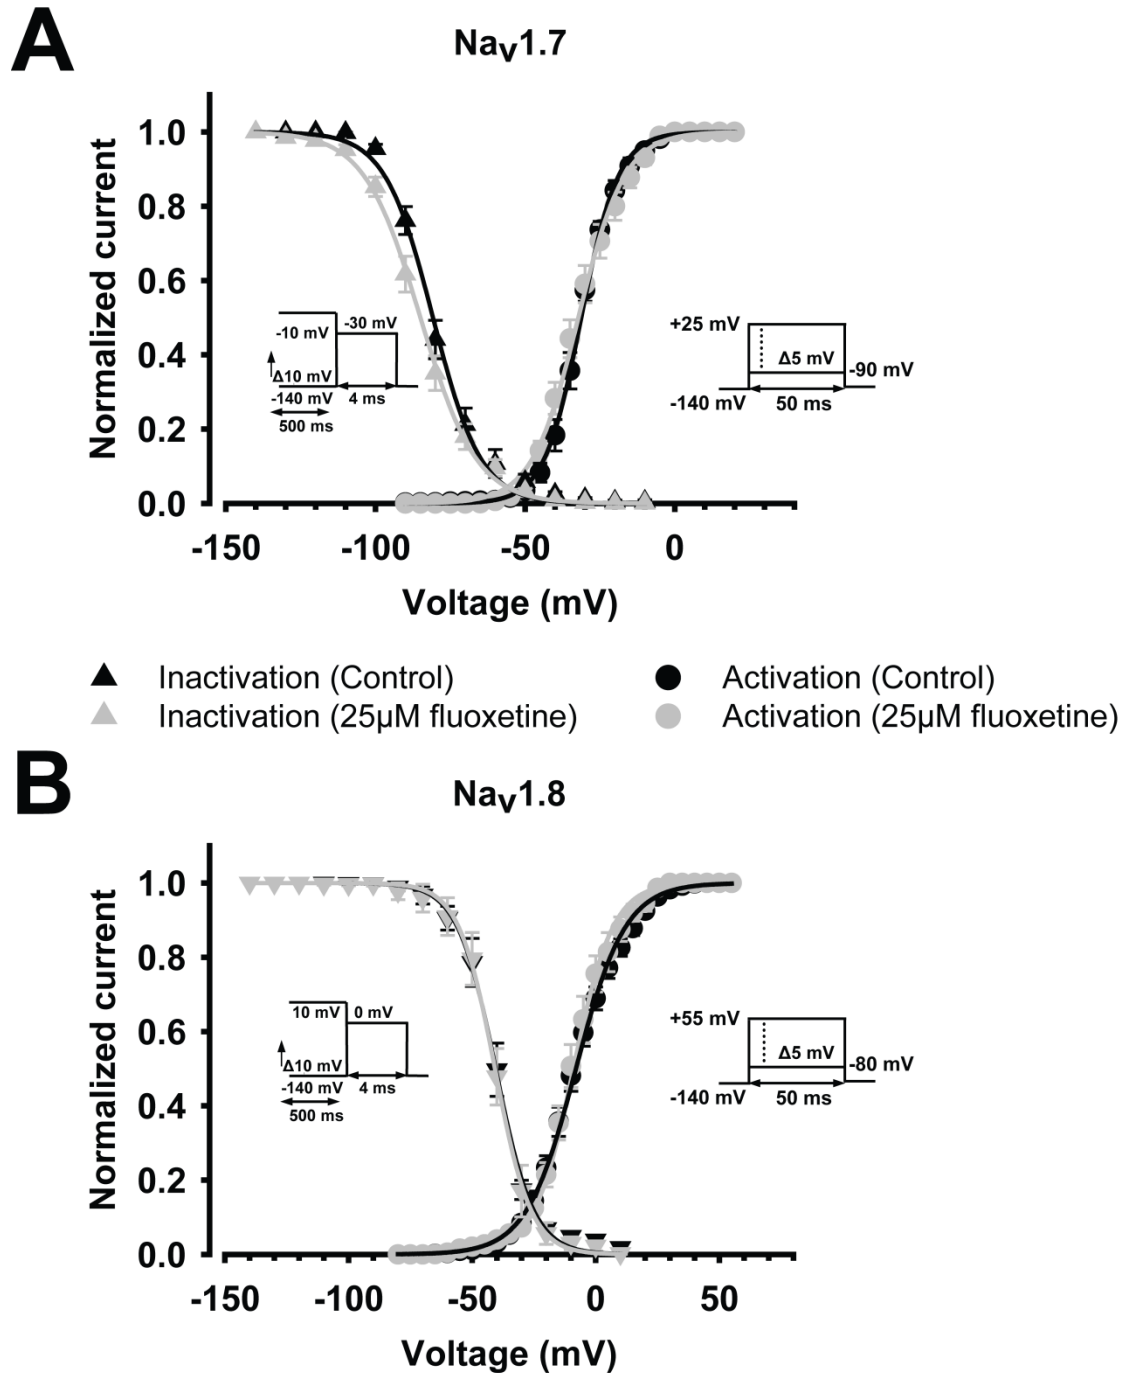 A
Nav1.7
Normalized current
1.0
0.8
0.6
0.4
0.2
0.0
-10 mV
-30 mV
Δ10 mV
-140 mV
4 ms
500 ms
+25 mV
Δ5 mV
-90 mV
-140 mV
50 ms
-150
-100
-50
0
Voltage (mV)
Inactivation (Control)
Activation (Control)
Inactivation (25µM fluoxetine)
Activation (25µM fluoxetine)
B
Nav1.8
Normalized current
1.0
0.8
0.6
0.4
0.2
0.0
10 mV
0 mV
Δ10 mV
-140 mV
4 ms
500 ms
+55 mV
Δ5 mV
-80 mV
-140 mV
50 ms
-150
-100
-50
0
50
Voltage (mV)